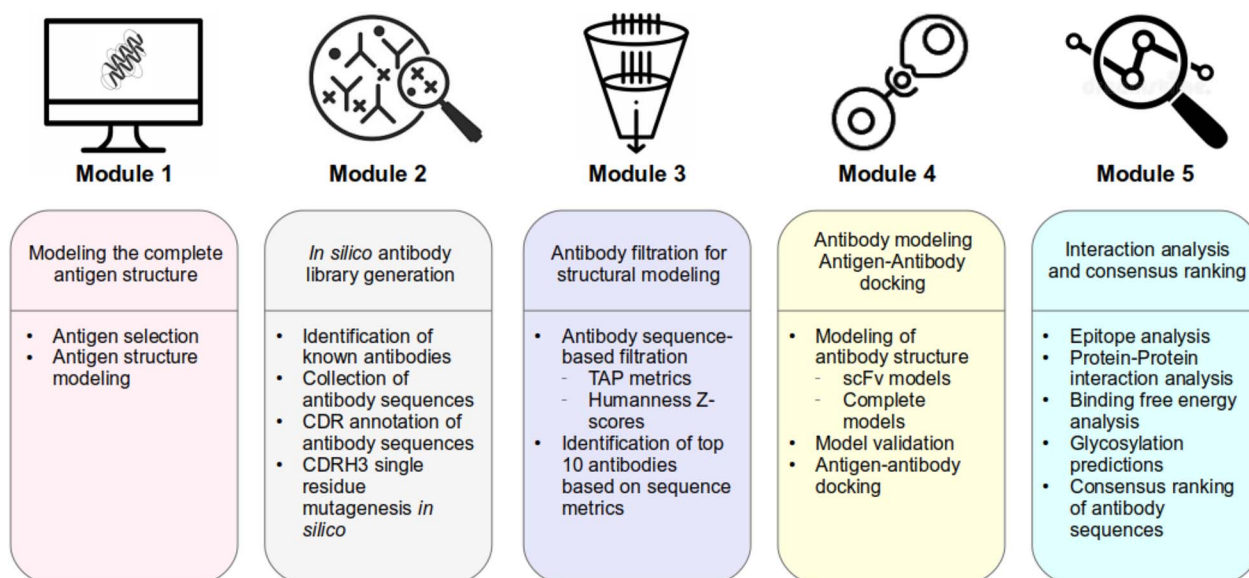 Module 1
Module 2
Module 3
Module 4
Module 5
Modeling the complete
antigen structure
• Antigen selection
• Antigen structure
modeling
In silico antibody
library generation
• Identification of
known antibodies
• Collection of
antibody sequences
• CDR annotation of
antibody sequences
• CDRH3 single
residue
mutagenesis in
silico
Antibody filtration for
structural modeling
• Antibody sequence-
based filtration
- TAP metrics
- Humanness Z-
scores
• Identification of top
10 antibodies
based on sequence
metrics
Antibody modeling
Antigen-Antibody
docking
• Modeling of
antibody structure
- scFv models
- Complete
models
• Model validation
• Antigen-antibody
docking
Interaction analysis
and consensus ranking
• Epitope analysis
• Protein-Protein
interaction analysis
• Binding free energy
analysis
• Glycosylation
predictions
• Consensus ranking
of antibody
sequences